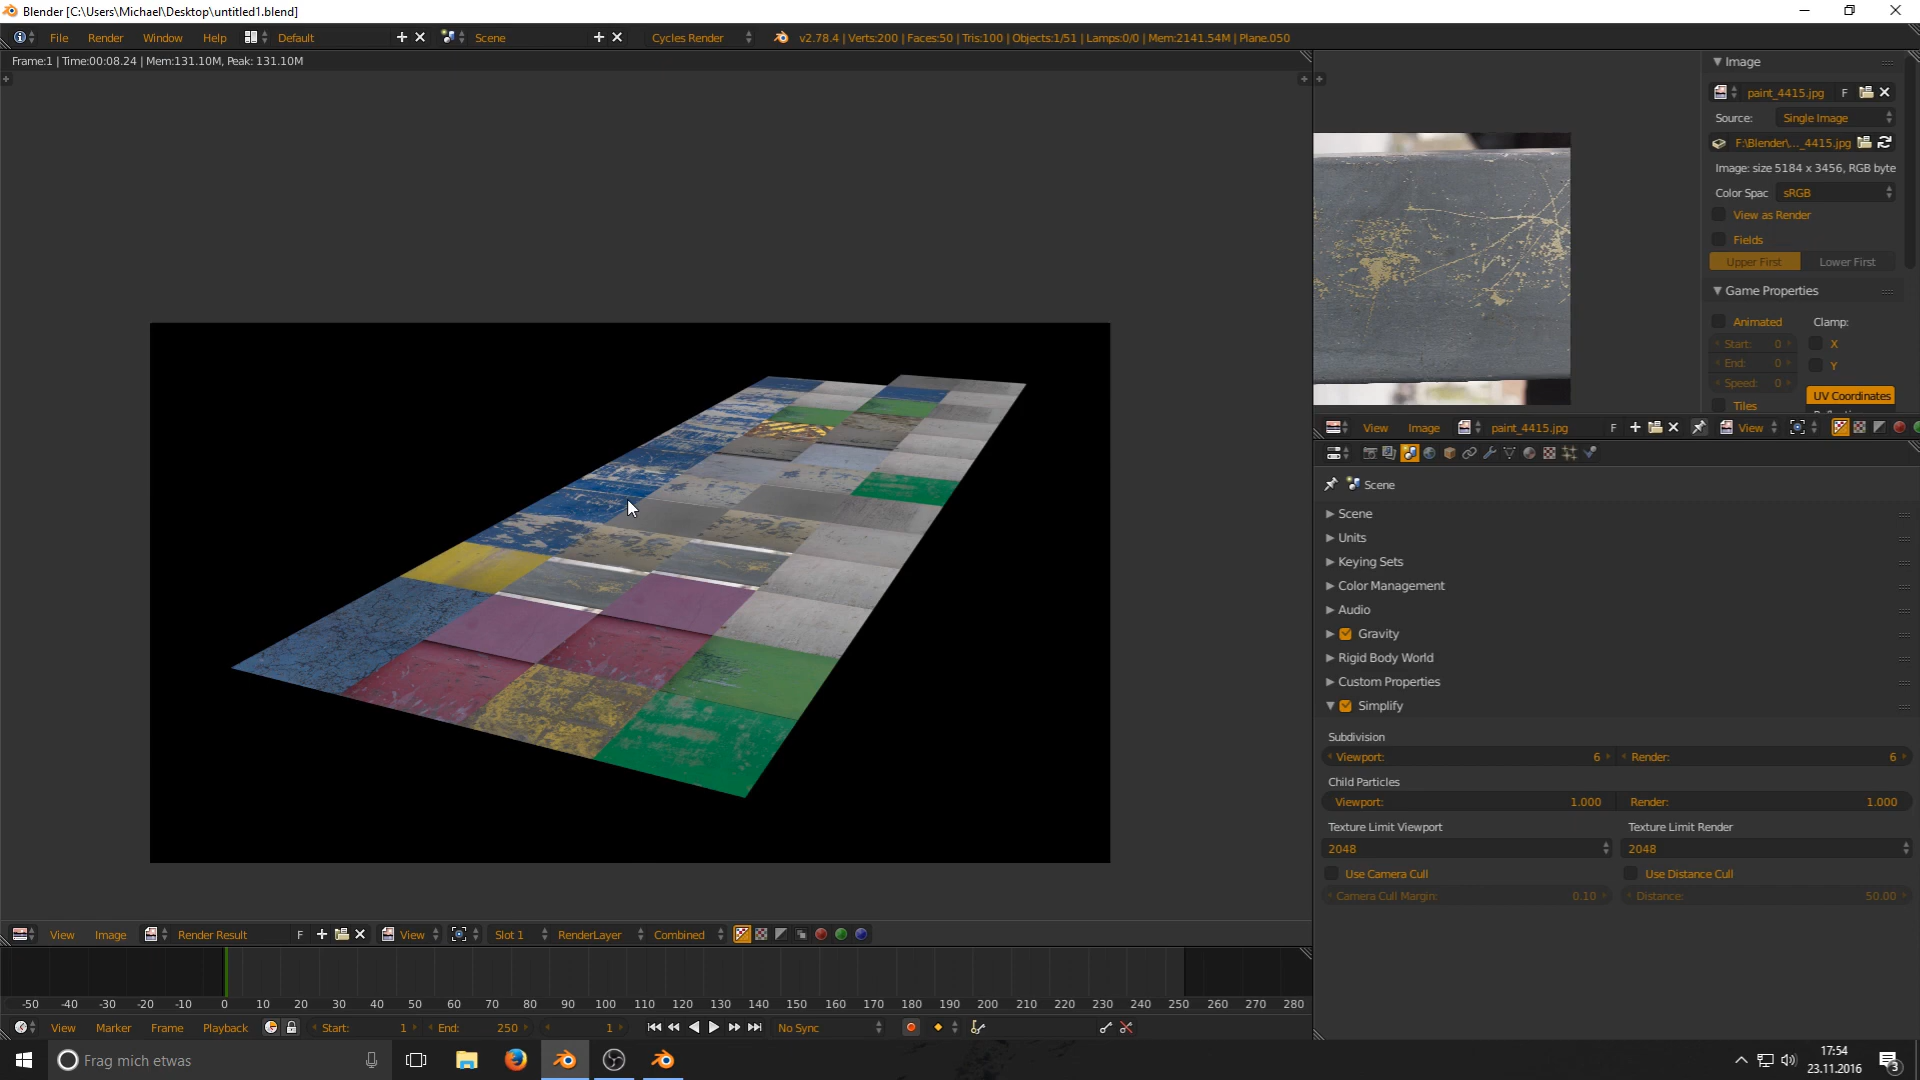 Blender [C:\Users\Michael\Desktop\untitled1.blend]
File Render Window Help Default Scene Cycles Render v2.78.4 | Verts:200 | Faces:50 | Tris:100 | Objects:1/51 | Lamps:0/0 | Mem:2141.54M | Plane.050
Frame:1 | Time:00:08.24 | Mem:131.10M, Peak: 131.10M
Image
paint_4415.jpg F
Source: Single Image
F:\Blender\..._4415.jpg
Image: size 5184 x 3456, RGB byte
Color Spac sRGB
View as Render
Fields
Upper First Lower First
Game Properties
Animated Clamp:
Start: 0 X
End: 0 Y
Speed: 0
Tiles UV Coordinates
View Image paint_4415.jpg F View
Scene
Scene
Units
Keying Sets
Color Management
Audio
Gravity
Rigid Body World
Custom Properties
Simplify
Subdivision
Viewport: 6 Render: 6
Child Particles
Viewport: 1.000 Render: 1.000
Texture Limit Viewport Texture Limit Render
2048 2048
Use Camera Cull Use Distance Cull
Camera Cull Margin: 0.10 Distance: 50.00
View Image Render Result F View Slot 1 RenderLayer Combined
-50 -40 -30 -20 -10 0 10 20 30 40 50 60 70 80 90 100 110 120 130 140 150 160 170 180 190 200 210 220 230 240 250 260 270 280
View Marker Frame Playback Start: 1 End: 250 1 No Sync
Frag mich etwas
17:54
23.11.2016
3